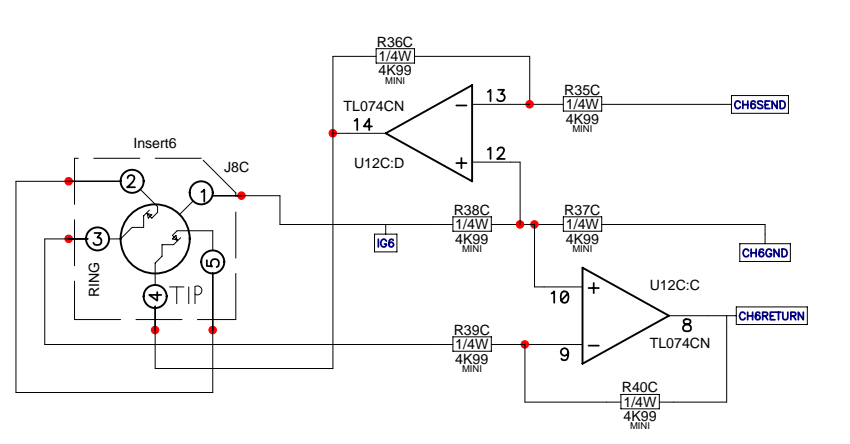 R36C
1/4W
4K99
MINI
TL074CN
13
R35C
1/4W
4K99
MINI
CH6SEND
14
12
U12C:D
Insert6
J8C
2
1
3
RING
5
4
TIP
IG6
R38C
1/4W
4K99
MINI
R37C
1/4W
4K99
MINI
CH6GND
10
U12C:C
8
CH6RETURN
TL074CN
9
R39C
1/4W
4K99
MINI
R40C
1/4W
4K99
MINI